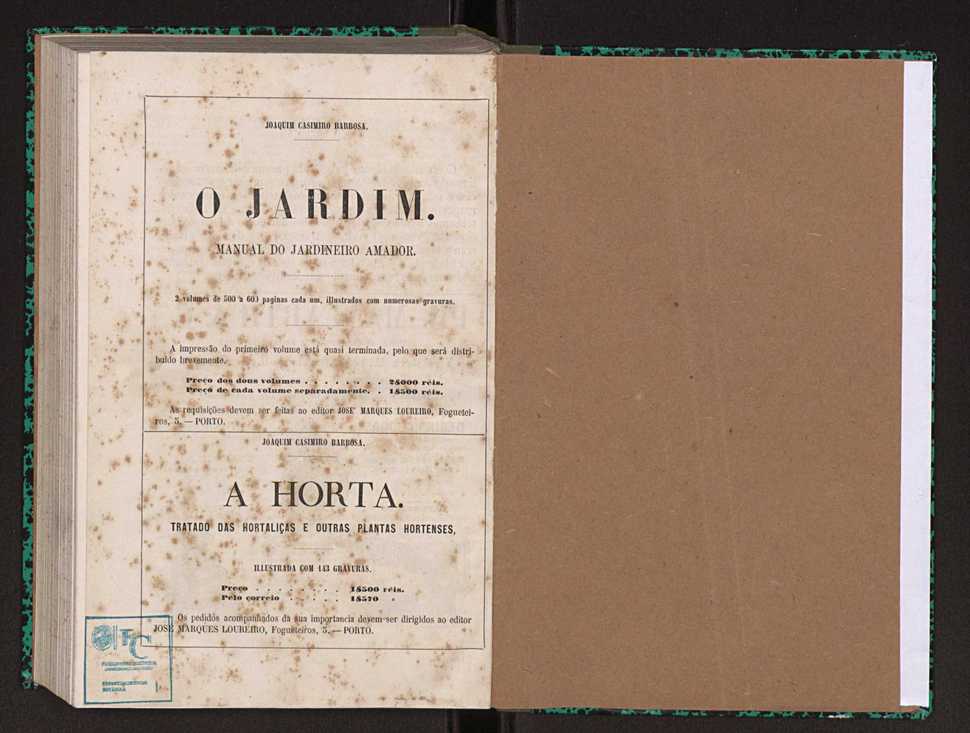 JOAQUIM CASIMIRO BARBOSA.
O JARDIM.
MANUAL DO JARDINEIRO AMADOR.
2 volumes de 500 a 600 paginas cada um, illustrados com numerosas gravuras.
A impressão do primeiro volume está quasi terminada, pelo que será distri-
buido brevemente.
Preço dos dous volumes . . . . . . . . 2$000 réis.
Preço de cada volume separadamente. . 1$500 réis.
As requisições devem ser feitas ao editor JOSÉ MARQUES LOUREIRO, Foguetei-
ros, 5. — PORTO.
JOAQUIM CASIMIRO BARBOSA.
A HORTA.
TRATADO DAS HORTALIÇAS E OUTRAS PLANTAS HORTENSES,
ILLUSTRADA COM 143 GRAVURAS.
Preço . . . . . . . . 1$500 réis.
Pelo correio . . . . . 1$570 »
Os pedidos acompanhados da sua importancia devem-ser dirigidos ao editor
JOSÉ MARQUES LOUREIRO, Fogueteiros, 5. — PORTO.
FC